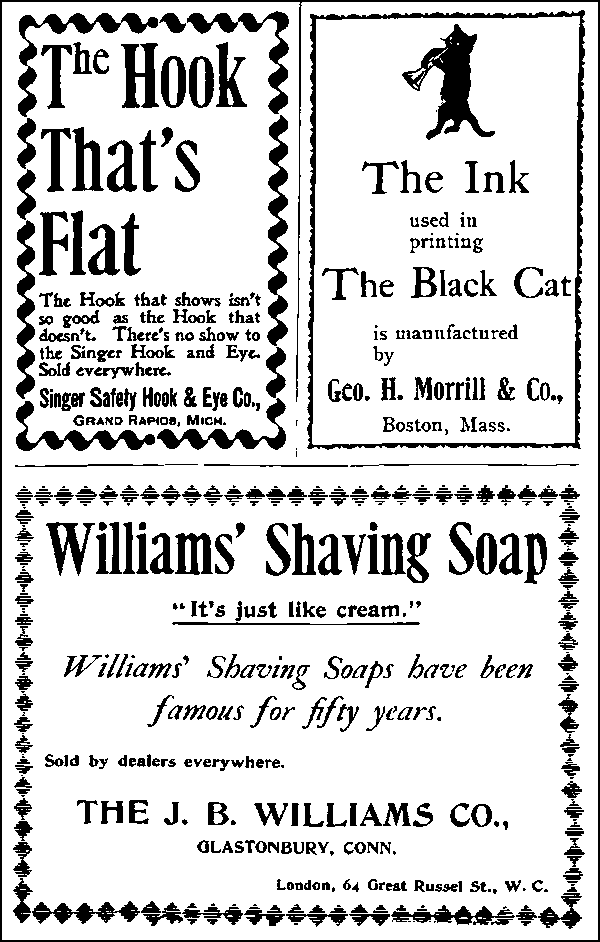 The Hook
That's
Flat
The Hook that shows isn't
so good as the Hook that
doesn't. There's no show to
the Singer Hook and Eye.
Sold everywhere.
Singer Safety Hook & Eye Co.,
GRAND RAPIDS, MICH.
The Ink
used in
printing
The Black Cat
is manufactured
by
Geo. H. Morrill & Co.,
Boston, Mass.
Williams' Shaving Soap
"It's just like cream."
Williams' Shaving Soaps have been
famous for fifty years.
Sold by dealers everywhere.
THE J. B. WILLIAMS CO.,
GLASTONBURY, CONN.
London, 64 Great Russel St., W. C.